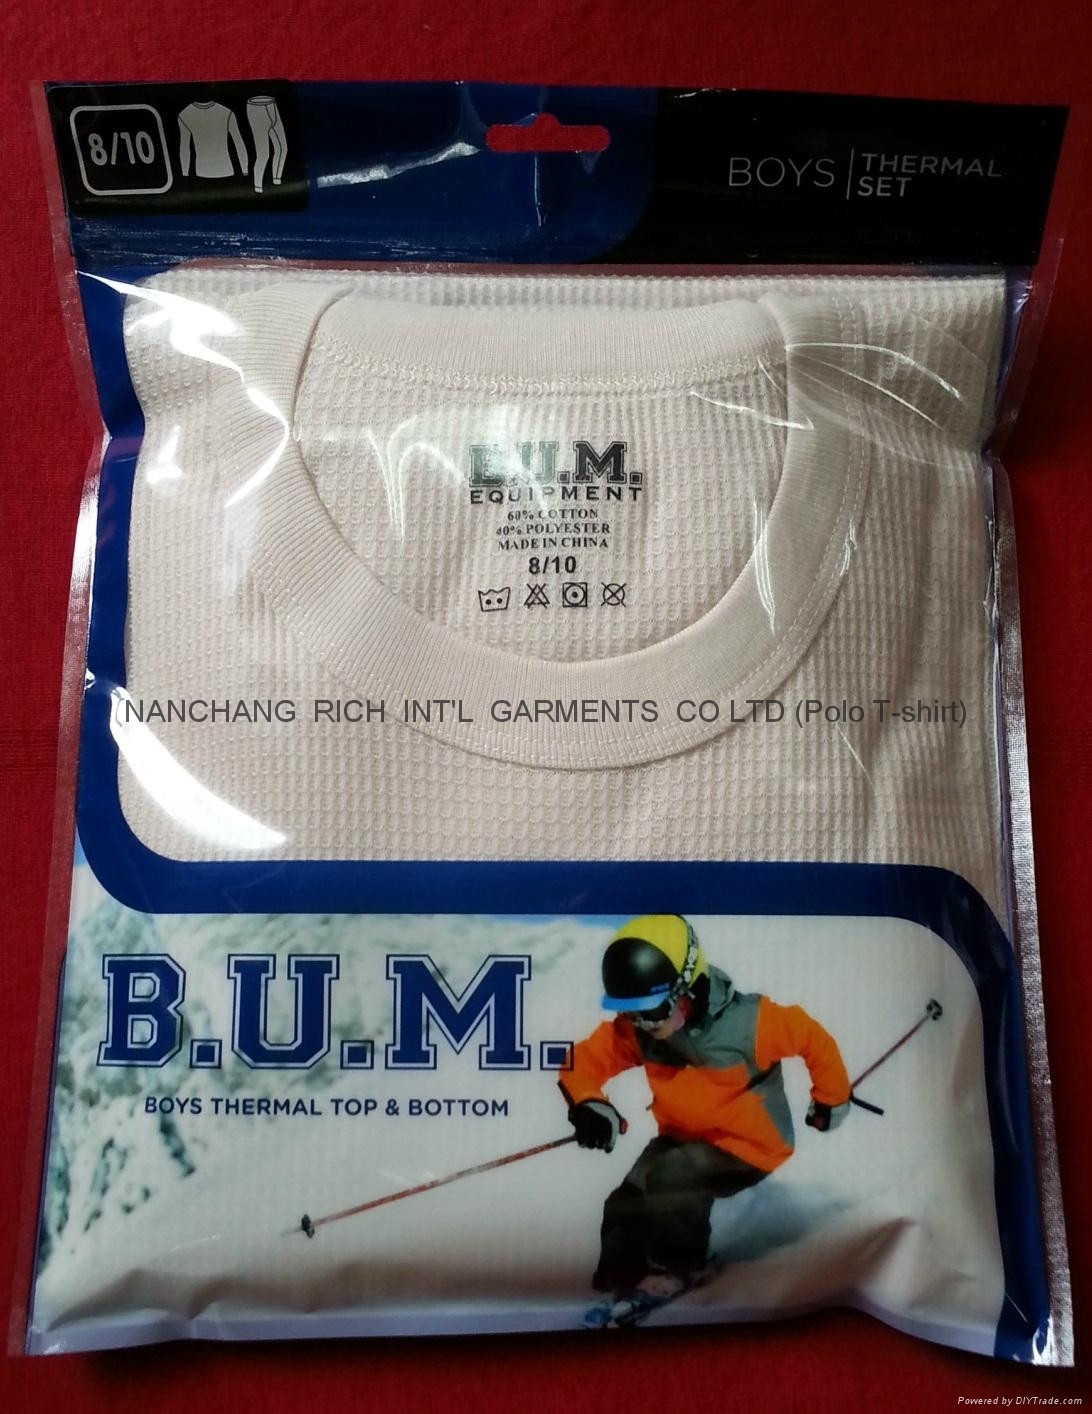 8/10
BOYS THERMAL
SET
B.U.M.
EQUIPMENT
60% COTTON
40% POLYESTER
MADE IN CHINA
8/10
NANCHANG RICH INT'L GARMENTS CO LTD (Polo T-shirt)
B.U.M.
BOYS THERMAL TOP & BOTTOM
Powered by DIYTrade.com